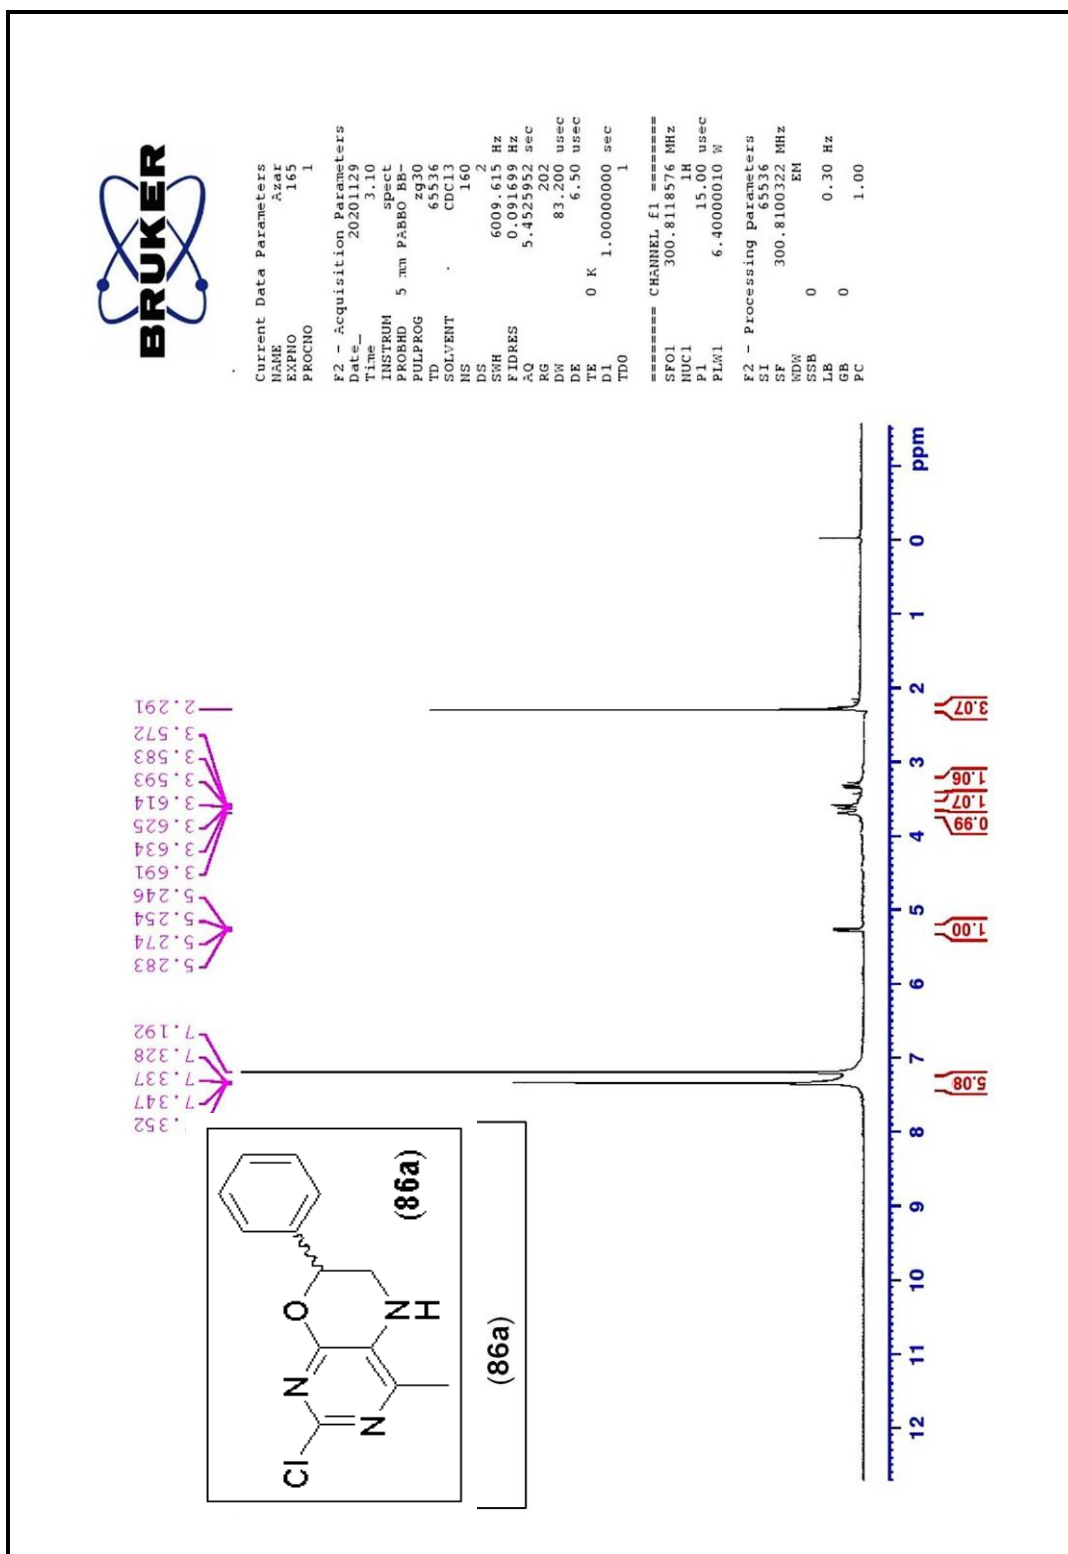 BRUKER
Current Data Parameters
NAME Azar
EXPNO 165
PROCNO 1
F2 - Acquisition Parameters
Date_ 20201129
Time 3.10
INSTRUM spect
PROBHD 5 mm PABBO BB-
PULPROG zg30
TD 65536
SOLVENT CDCl3
NS 160
DS 2
SWH 6009.615 Hz
FIDRES 0.091699 Hz
AQ 5.4525952 sec
RG 202
DW 83.200 usec
DE 6.50 usec
TE 0 K
D1 1.00000000 sec
TD0 1
======== CHANNEL f1 ========
SFO1 300.8118576 MHz
NUC1 1H
P1 15.00 usec
PLW1 6.40000010 W
F2 - Processing parameters
SI 65536
SF 300.8100322 MHz
WDW EM
SSB 0
LB 0.30 Hz
GB 0
PC 1.00
.352
7.347
7.337
7.328
7.192
5.283
5.274
5.254
5.246
3.691
3.634
3.625
3.614
3.593
3.583
3.572
2.291
Cl
N
N
O
N
H
(86a)
(86a)
12 11 10 9 8 7 6 5 4 3 2 1 0 ppm
5.08
1.00
0.99
1.07
1.06
3.07